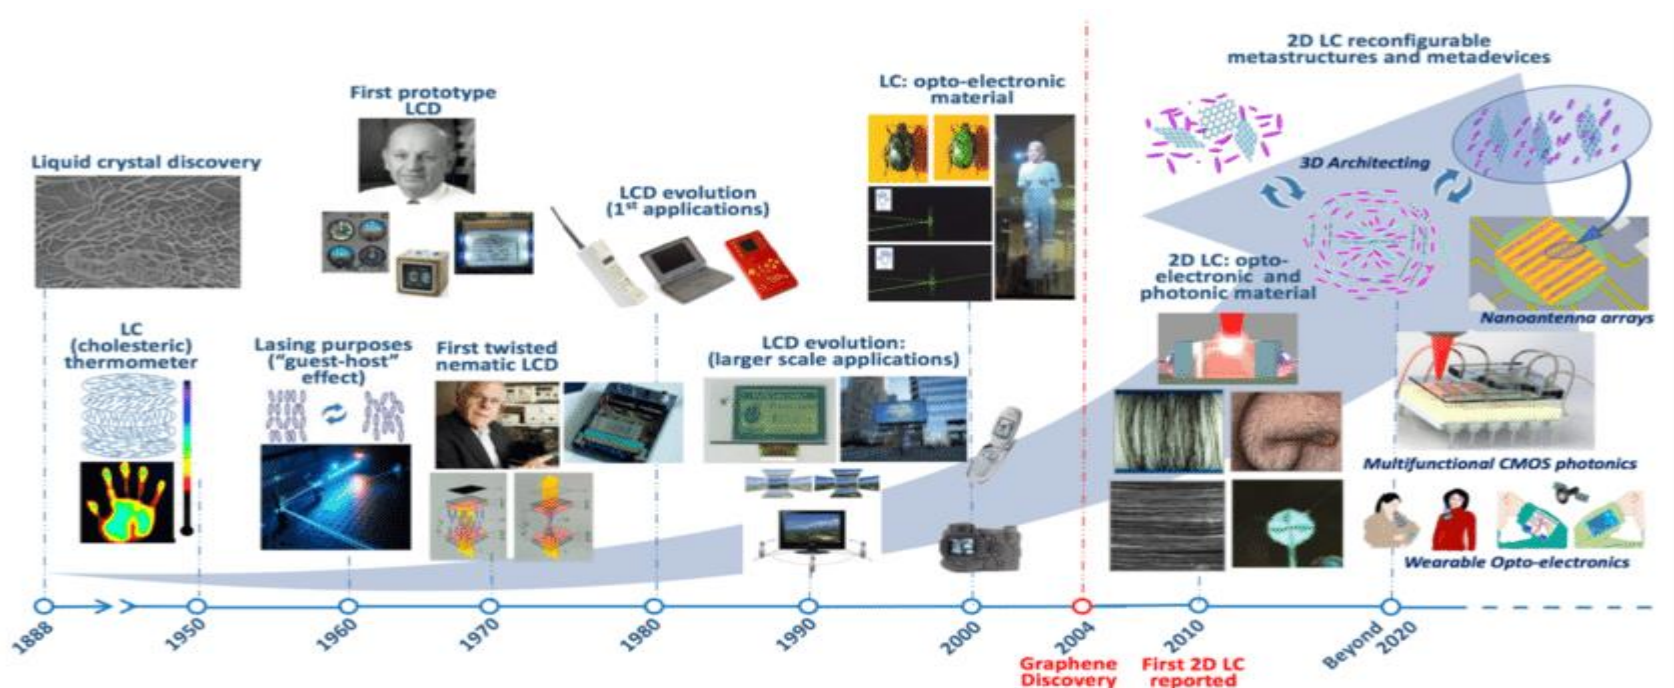 2D LC reconfigurable
metastructures and metadevices
LC: opto-electronic
material
First prototype
LCD
Liquid crystal discovery
3D Architecting
LCD evolution
(1st applications)
2D LC: opto-
electronic and
photonic material
Nanoantenna arrays
LC
(cholesteric)
thermometer
Lasing purposes
("guest-host"
effect)
First twisted
nematic LCD
LCD evolution:
(larger scale applications)
Multifunctional CMOS photonics
Wearable Opto-electronics
1888
1950
1960
1970
1980
1990
2000
2004
2010
Beyond
2020
Graphene
Discovery
First 2D LC
reported